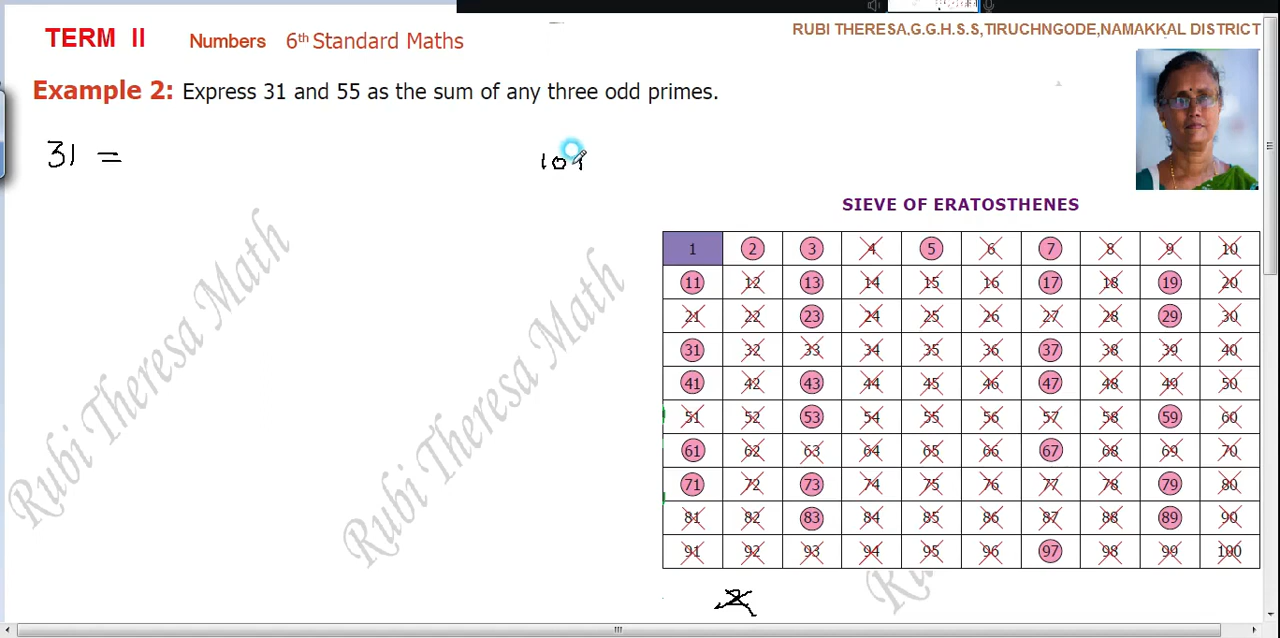 TERM II
Numbers 6th Standard Maths
RUBI THERESA,G.G.H.S.S,TIRUCHNGODE,NAMAKKAL DISTRICT
Example 2: Express 31 and 55 as the sum of any three odd primes.
31 =
109
SIEVE OF ERATOSTHENES
1 2 3 4 5 6 7 8 9 10
11 12 13 14 15 16 17 18 19 20
21 22 23 24 25 26 27 28 29 30
31 32 33 34 35 36 37 38 39 40
41 42 43 44 45 46 47 48 49 50
51 52 53 54 55 56 57 58 59 60
61 62 63 64 65 66 67 68 69 70
71 72 73 74 75 76 77 78 79 80
81 82 83 84 85 86 87 88 89 90
91 92 93 94 95 96 97 98 99 100
2
Rubi Theresa Math
Rubi Theresa Math